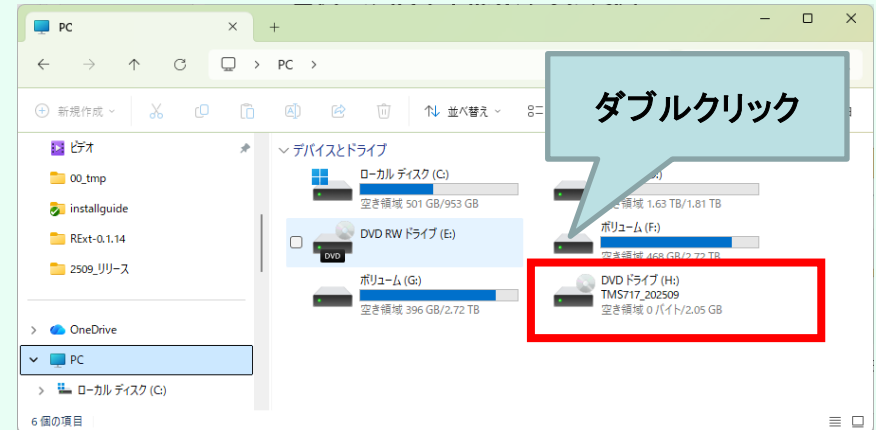 PC
PC
新規作成
並べ替え
ダブルクリック
ビデオ
00_tmp
installguide
RExt-0.1.14
2509_リリース
OneDrive
PC
ローカル ディスク (C:)
デバイスとドライブ
ローカル ディスク (C:)
空き領域 501 GB/953 GB
空き領域 1.63 TB/1.81 TB
DVD RW ドライブ (E:)
DVD
ボリューム (F:)
空き領域 468 GB/2.72 TB
ボリューム (G:)
空き領域 396 GB/2.72 TB
DVD ドライブ (H:)
TMS717_202509
空き領域 0 バイト/2.05 GB
6 個の項目